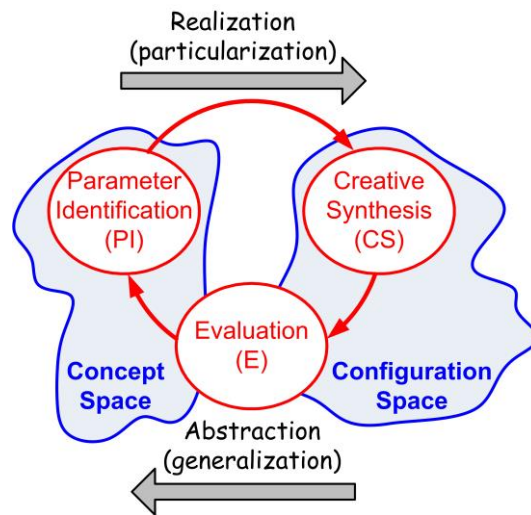 Realization
(particularization)
Parameter
Identification
(PI)
Creative
Synthesis
(CS)
Evaluation
(E)
Concept
Space
Configuration
Space
Abstraction
(generalization)